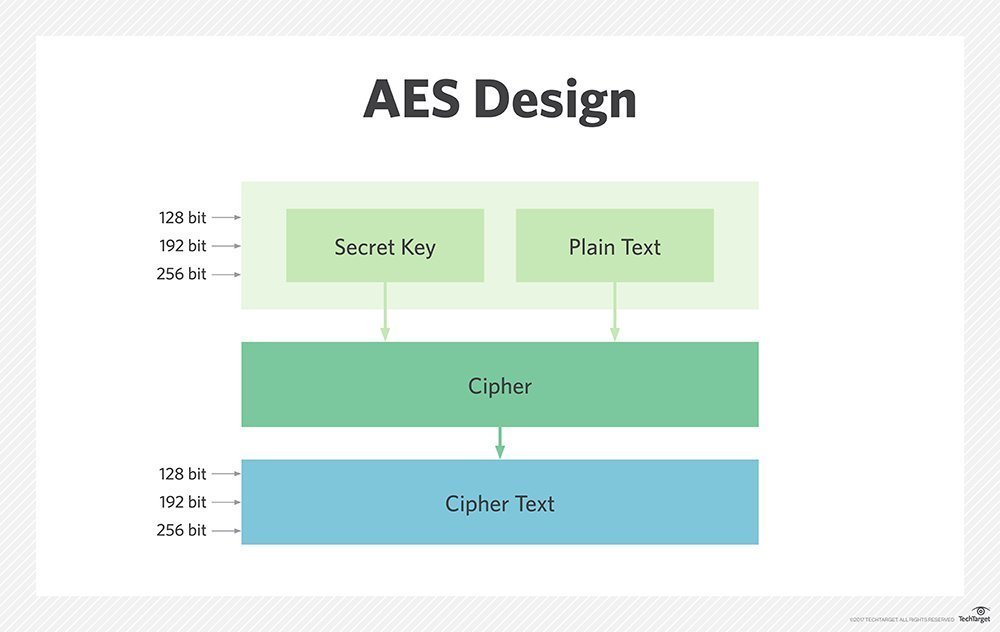 AES Design
128 bit
192 bit
256 bit
Secret Key
Plain Text
Cipher
128 bit
192 bit
256 bit
Cipher Text
©2017 TECHTARGET. ALL RIGHTS RESERVED
TechTarget